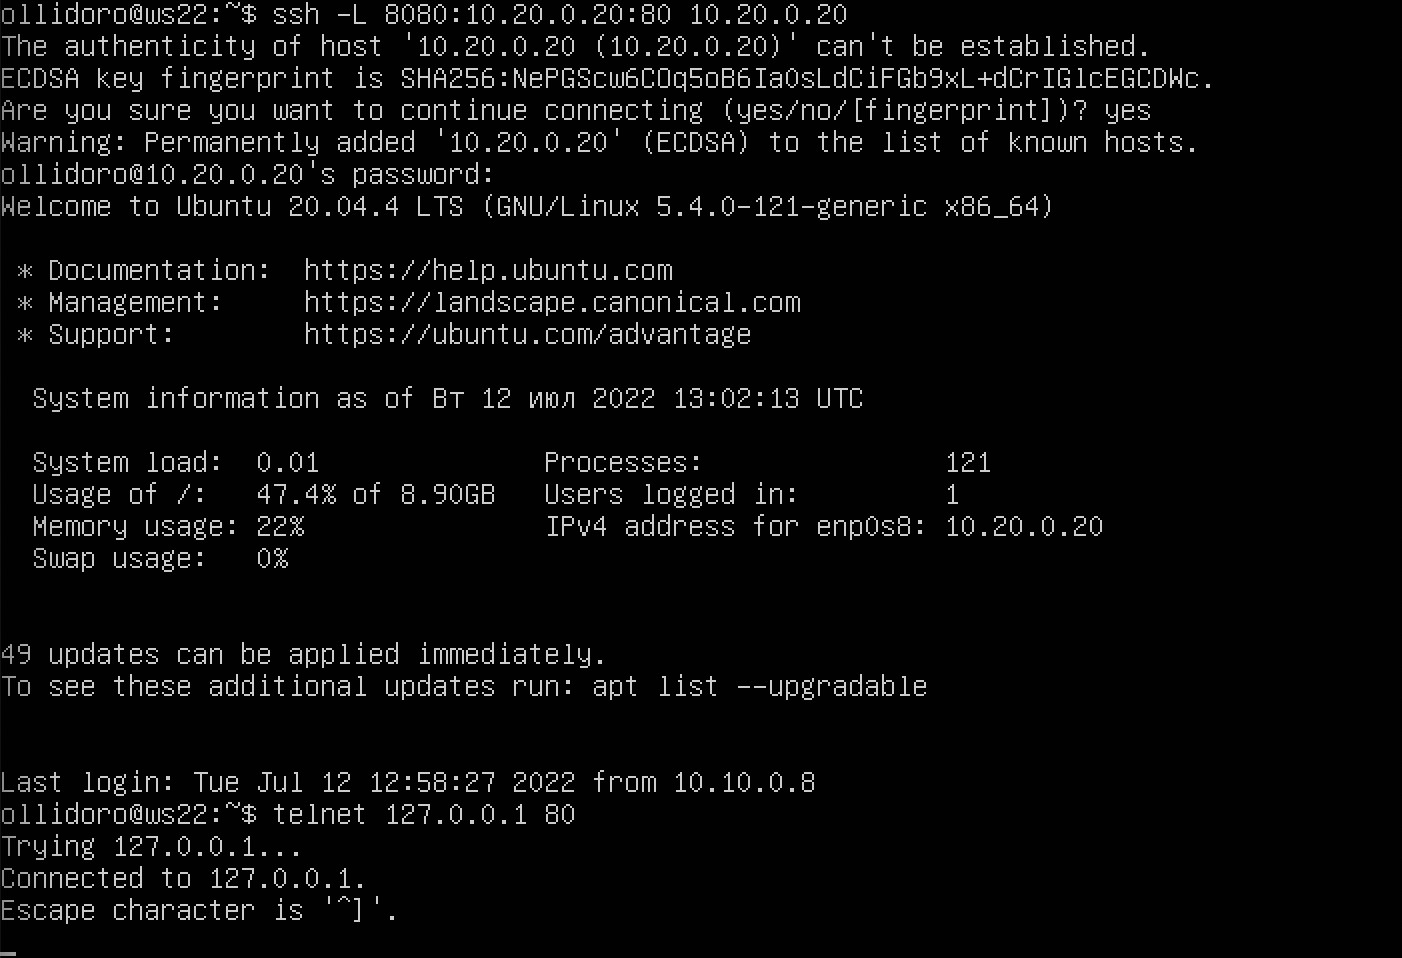 ollidoro@ws22:~$ ssh -L 8080:10.20.0.20:80 10.20.0.20
The authenticity of host '10.20.0.20 (10.20.0.20)' can't be established.
ECDSA key fingerprint is SHA256:NePGScw6COq5oB6Ia0sLdCiFGb9xL+dCrIGlcEGCDWc.
Are you sure you want to continue connecting (yes/no/[fingerprint])? yes
Warning: Permanently added '10.20.0.20' (ECDSA) to the list of known hosts.
ollidoro@10.20.0.20's password:
Welcome to Ubuntu 20.04.4 LTS (GNU/Linux 5.4.0-121-generic x86_64)
* Documentation:  https://help.ubuntu.com
* Management:     https://landscape.canonical.com
* Support:        https://ubuntu.com/advantage
System information as of Вт 12 июл 2022 13:02:13 UTC
System load:  0.01              Processes:               121
Usage of /:   47.4% of 8.90GB   Users logged in:         1
Memory usage: 22%               IPv4 address for enp0s8: 10.20.0.20
Swap usage:   0%
49 updates can be applied immediately.
To see these additional updates run: apt list --upgradable
Last login: Tue Jul 12 12:58:27 2022 from 10.10.0.8
ollidoro@ws22:~$ telnet 127.0.0.1 80
Trying 127.0.0.1...
Connected to 127.0.0.1.
Escape character is '^]'.